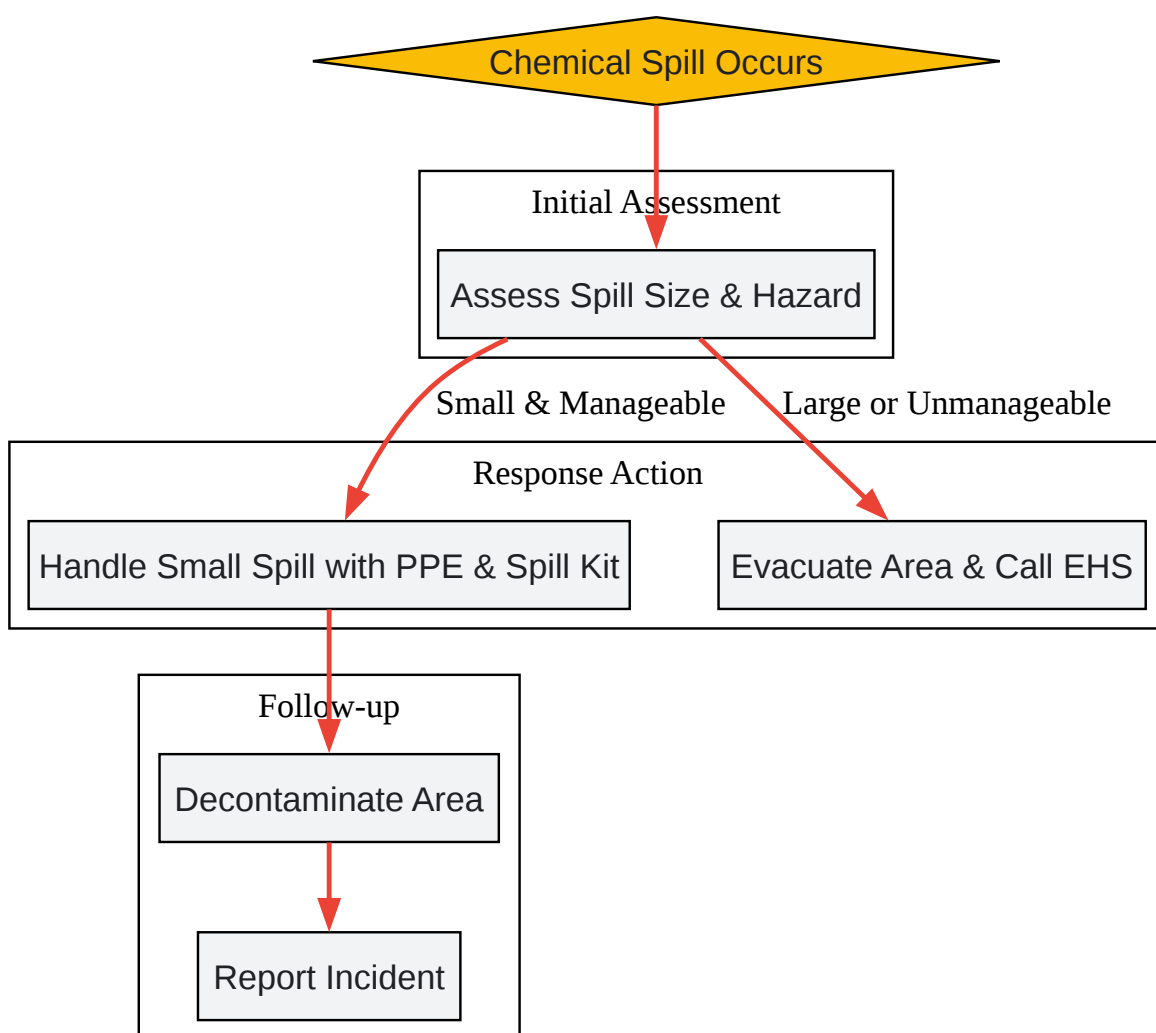 Chemical Spill Occurs
Initial Assessment
Assess Spill Size & Hazard
Small & Manageable
Large or Unmanageable
Response Action
Handle Small Spill with PPE & Spill Kit
Evacuate Area & Call EHS
Follow-up
Decontaminate Area
Report Incident